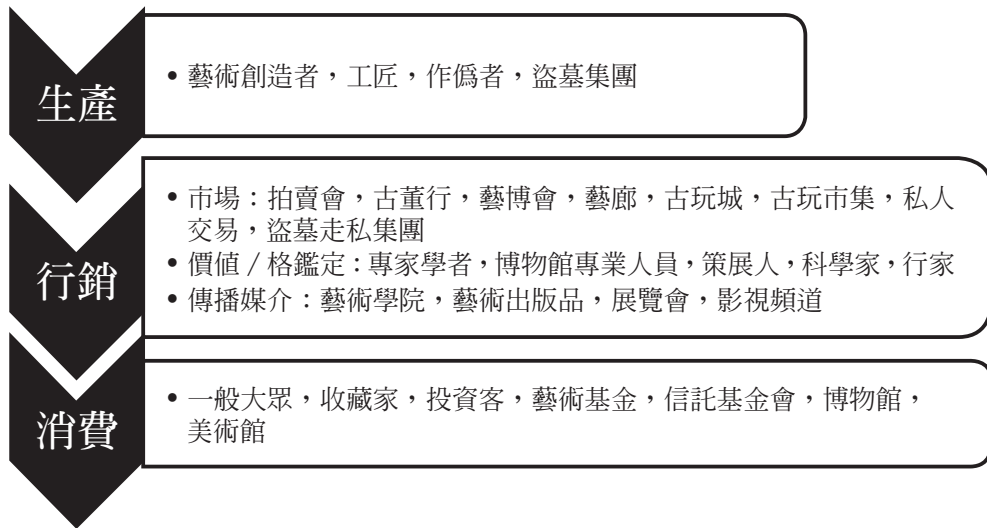 生產
• 藝術創造者，工匠，作僞者，盜墓集團
行銷
• 市場：拍賣會，古董行，藝博會，藝廊，古玩城，古玩市集，私人
交易，盜墓走私集團
• 價值 / 格鑑定：專家學者，博物館專業人員，策展人，科學家，行家
• 傳播媒介：藝術學院，藝術出版品，展覽會，影視頻道
消費
• 一般大眾，收藏家，投資客，藝術基金，信託基金會，博物館，
美術館